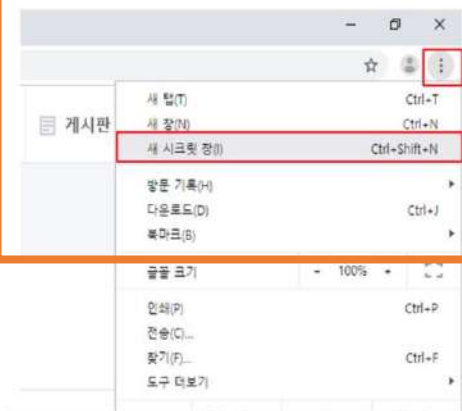 게시판
새 탭(T) Ctrl+T
새 창(N) Ctrl+N
새 시크릿 창(I) Ctrl+Shift+N
방문 기록(H)
다운로드(D) Ctrl+J
북마크(B)
글꼴 크기 - 100% +
인쇄(P) Ctrl+P
전송(C)...
찾기(F)... Ctrl+F
도구 더보기